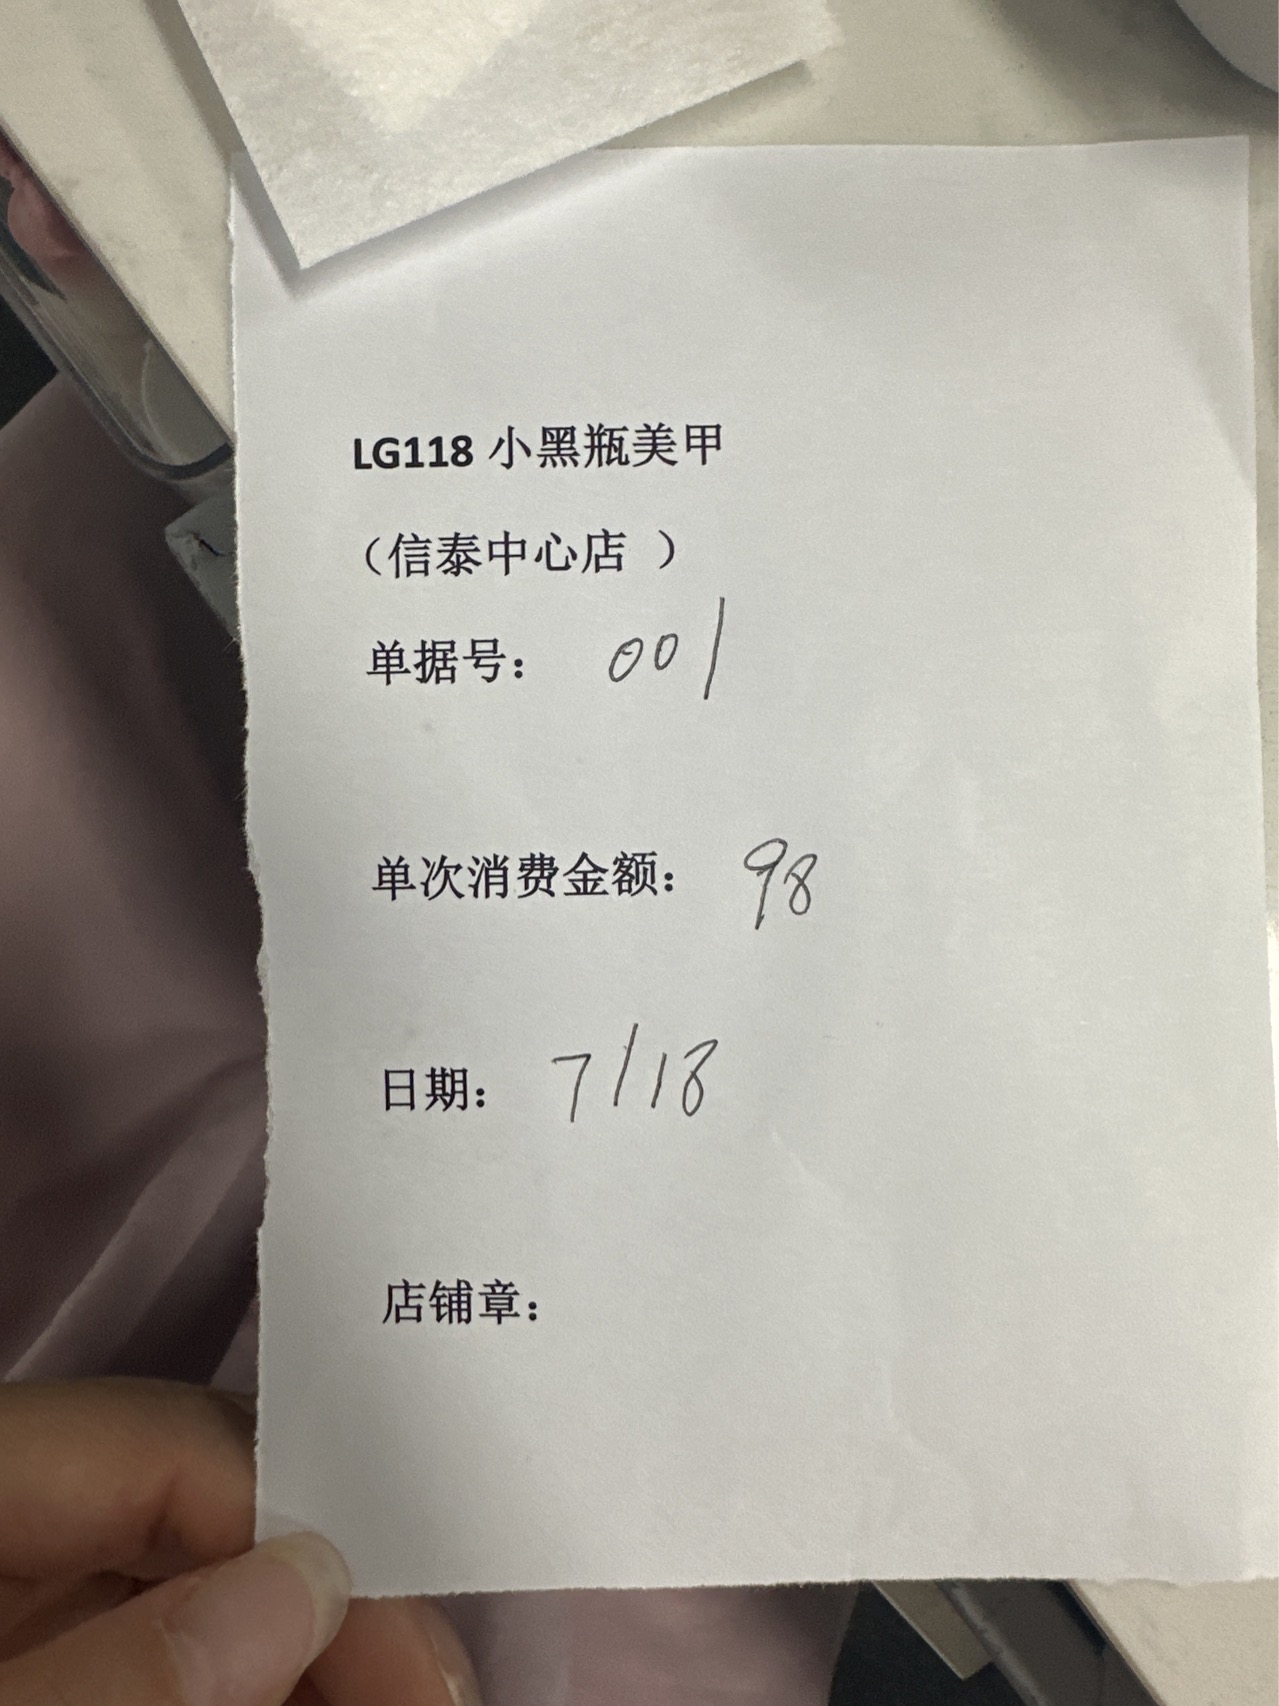 LG118 小黑瓶美甲
（信泰中心店 ）
单据号： 001
单次消费金额： 98
日期： 7/18
店铺章：